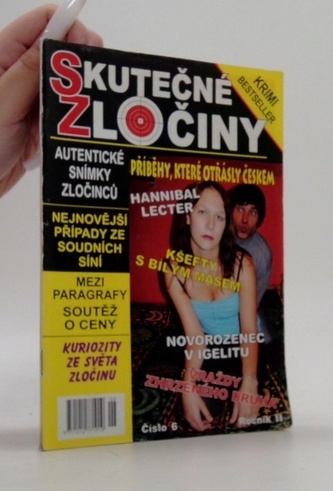 SKUTEČNÉ
ZLOČINY
KRIMI
BESTSELLER
AUTENTICKÉ
SNÍMKY
ZLOČINCŮ
PŘÍBĚHY, KTERÉ OTŘÁSLY ČESKEM
HANNIBAL
LECTER
NEJNOVĚJŠÍ
PŘÍPADY ZE
SOUDNÍCH
SÍNÍ
KŠEFTY
S BÍLÝM MASEM
MEZI
PARAGRAFY
SOUTĚŽ
O CENY
NOVOROZENEC
V IGELITU
KURIOZITY
ZE SVĚTA
ZLOČINU
VRAŽDY
ZHRZENÉHO DRUHA
Číslo 6
Ročník II